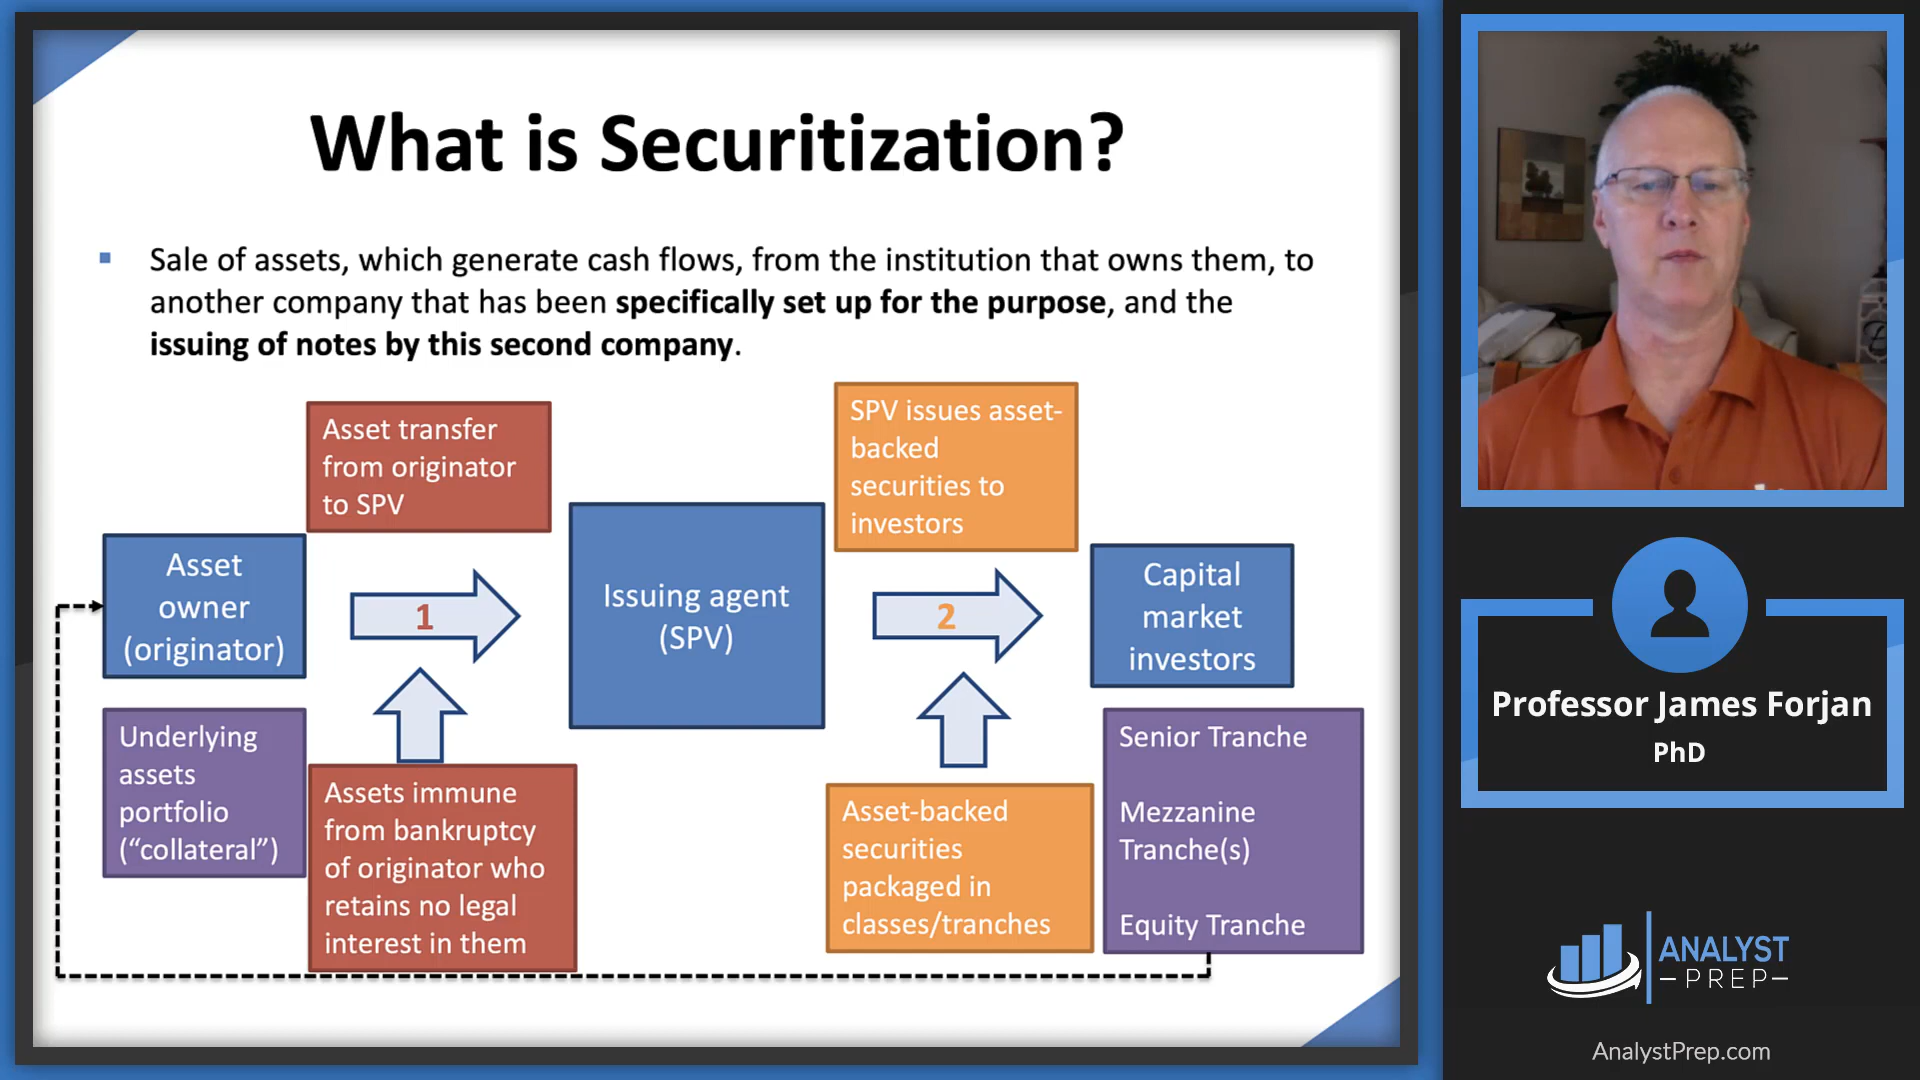 What is Securitization?
Sale of assets, which generate cash flows, from the institution that owns them, to
another company that has been specifically set up for the purpose, and the
issuing of notes by this second company.
Asset transfer
from originator
to SPV
SPV issues asset-
backed
securities to
investors
Asset
owner
(originator)
1
Issuing agent
(SPV)
2
Capital
market
investors
Underlying
assets
portfolio
(“collateral”)
Assets immune
from bankruptcy
of originator who
retains no legal
interest in them
Asset-backed
securities
packaged in
classes/tranches
Senior Tranche
Mezzanine
Tranche(s)
Equity Tranche
Professor James Forjan
PhD
ANALYST
PREP
AnalystPrep.com